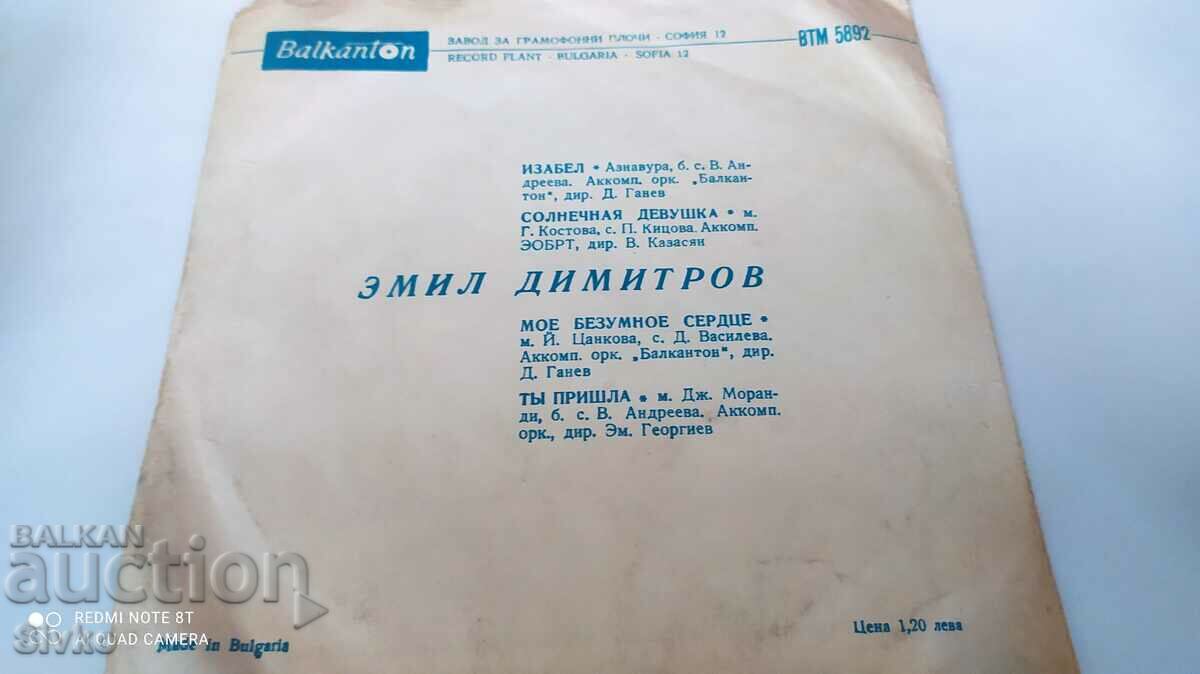 Balkanton
ЗАВОД ЗА ГРАМОФОННИ ПЛОЧИ · СОФИЯ 12
RECORD PLANT · BULGARIA · SOFIA 12
ВТМ 5892
ИЗАБЕЛ • Азнавура, б. с. В. Ан-
дреева. Аккомп. орк. „Балкан-
тон“, дир. Д. Ганев
СОЛНЕЧНАЯ ДЕВУШКА • м.
Г. Костова, с. П. Кицова. Аккомп.
ЭОБРТ, дир. В. Казасян
ЭМИЛ ДИМИТРОВ
МОЕ БЕЗУМНОЕ СЕРДЦЕ •
м. Й. Цанкова, с. Д. Василева.
Аккомп. орк. „Балкантон“, дир.
Д. Ганев
ТЫ ПРИШЛА • м. Дж. Моран-
ди, б. с. В. Андреева. Аккомп.
орк., дир. Эм. Георгиев
BALKAN
auction
REDMI NOTE 8T
AI QUAD CAMERA
sivko
Made in Bulgaria
Цена 1,20 лева